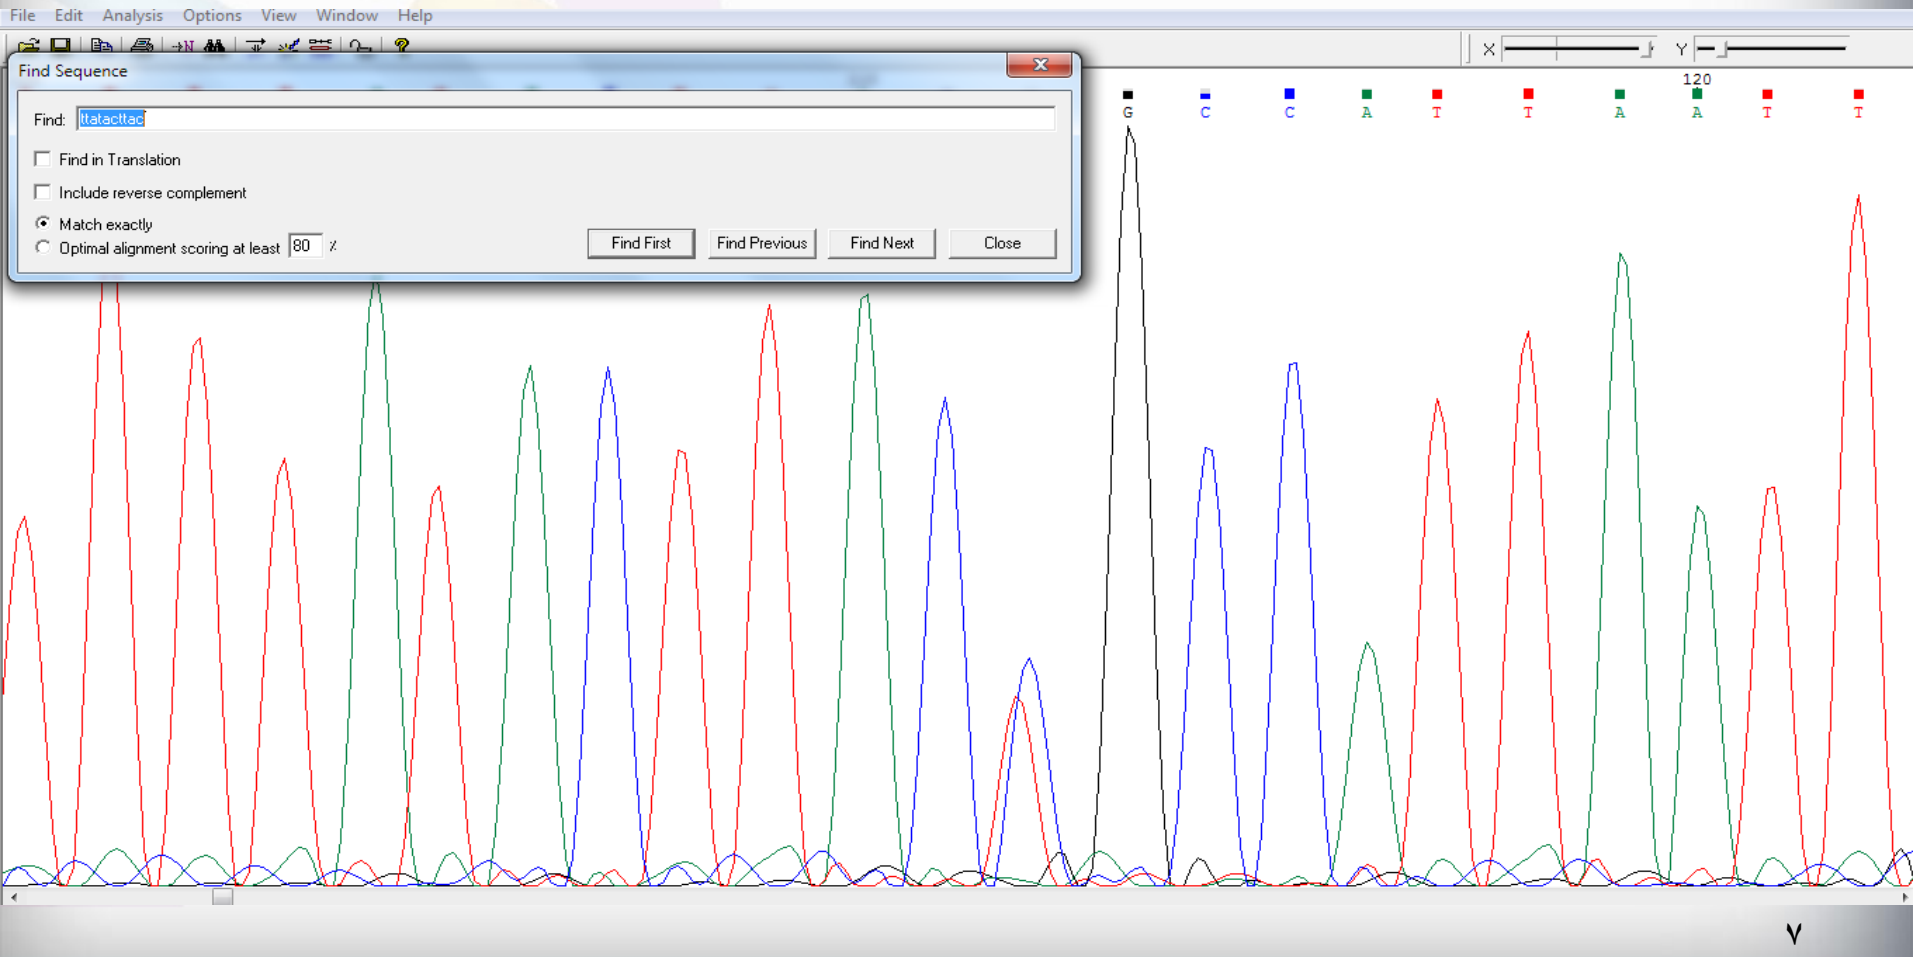 File Edit Analysis Options View Window Help
Find Sequence
X Y
Find: ttatacttac
120
G C C A T T A A T T
Find in Translation
Include reverse complement
Match exactly
Optimal alignment scoring at least 80 %
Find First Find Previous Find Next Close
٧